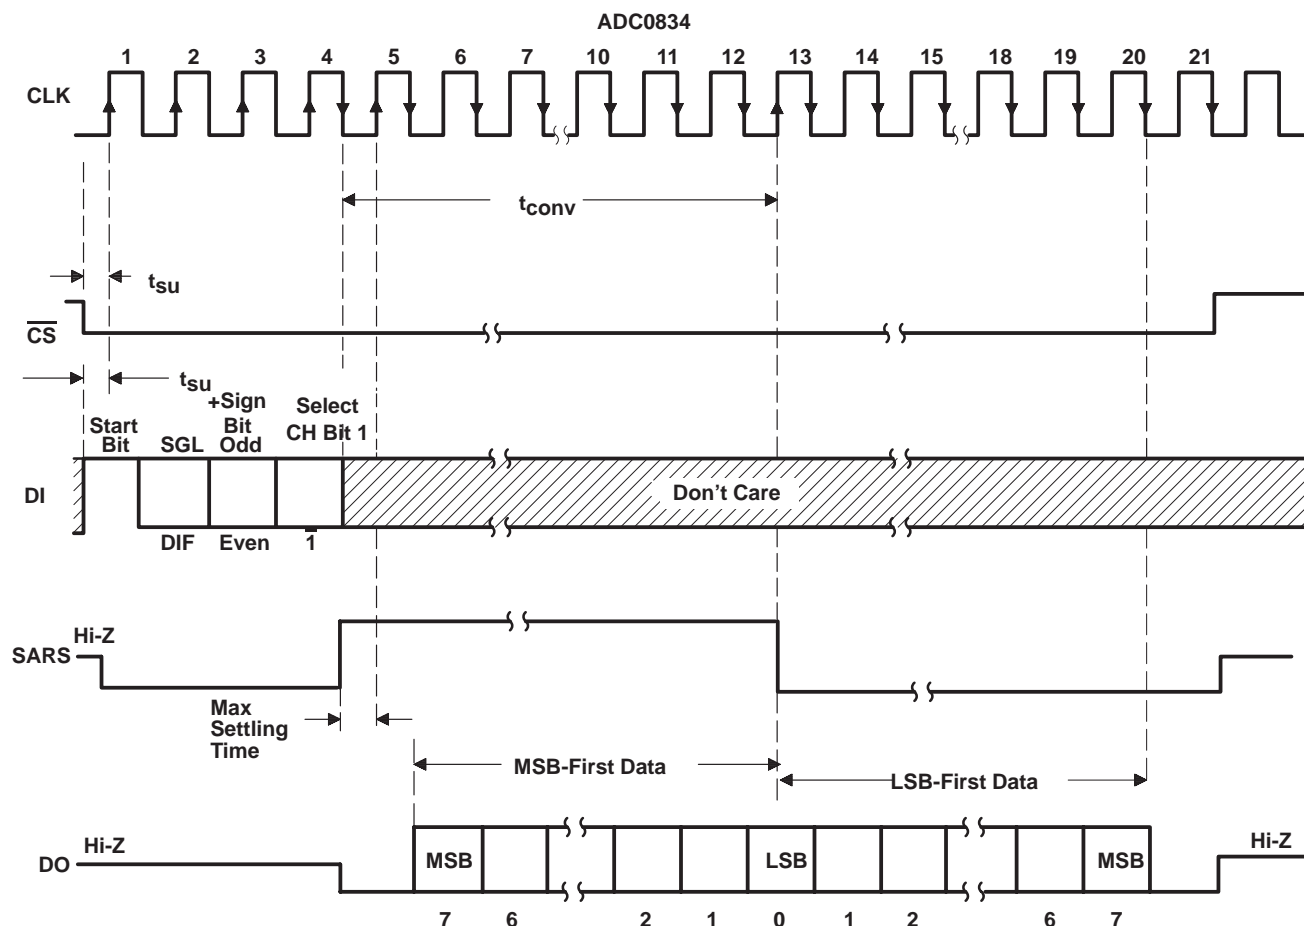 ADC0834
1 2 3 4 5 6 7 10 11 12 13 14 15 18 19 20 21
CLK
tconv
tsu
CS
tsu
Start
Bit
SGL
+Sign
Bit
Odd
Select
CH Bit 1
DI
Don't Care
DIF Even 1
Hi-Z
SARS
Max
Settling
Time
MSB-First Data
LSB-First Data
Hi-Z
Hi-Z
DO
MSB LSB MSB
7 6 2 1 0 1 2 6 7